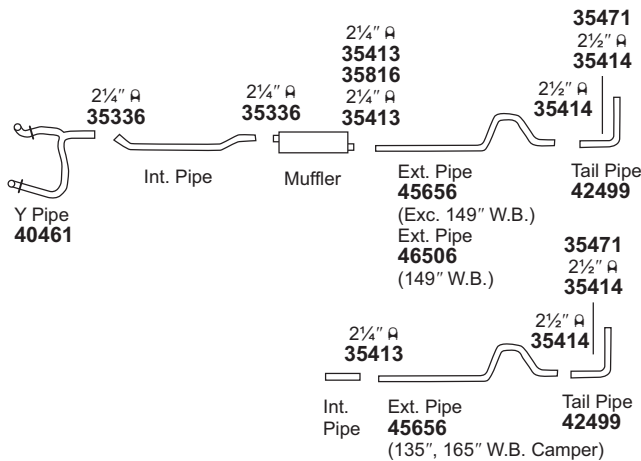 35471
2¼″
2½″
35413
35414
35816
2¼″
2¼″
2¼″
2½″
35336
35336
35413
35414
Int. Pipe
Muffler
Ext. Pipe
Tail Pipe
45656
42499
Y Pipe
(Exc. 149″ W.B.)
40461
Ext. Pipe
46506
(149″ W.B.)
35471
2½″
35414
2¼″
2½″
35413
35414
Int.
Pipe
Ext. Pipe
Tail Pipe
45656
42499
(135″, 165″ W.B. Camper)